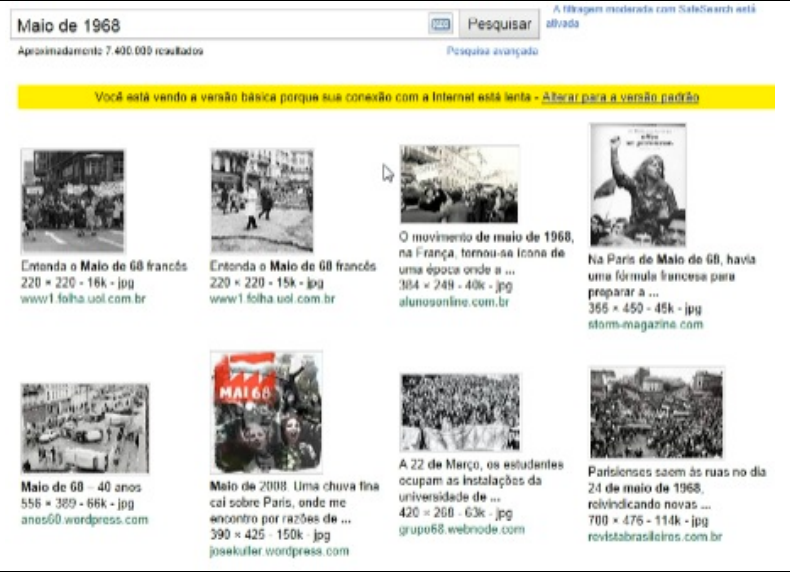 Maio de 1968
Pesquisar
A filtragem moderada com SafeSearch está
ativada
Aproximadamente 7.400.000 resultados
Pesquisa avançada
Você está vendo a versão básica porque sua conexão com a Internet está lenta - Alterar para a versão padrão
Entenda o Maio de 68 francês
220 × 220 - 16k - jpg
www1.folha.uol.com.br
Entenda o Maio de 68 francês
220 × 220 - 15k - jpg
www1.folha.uol.com.br
O movimento de maio de 1968,
na França, tornou-se ícone de
uma época onde a ...
384 × 249 - 40k - jpg
alunosonline.com.br
Na Paris de Maio de 68, havia
uma fórmula francesa para
preparar a ...
366 × 450 - 45k - jpg
storm-magazine.com
MAI 68
Maio de 68 – 40 anos
556 × 389 - 66k - jpg
anos60.wordpress.com
Maio de 2008. Uma chuva fina
cai sobre Paris, onde me
encontro por razões de ...
390 × 425 - 150k - jpg
josekuller.wordpress.com
A 22 de Março, os estudentes
ocupam as instalações da
universidade de ...
420 × 268 - 63k - jpg
grupo68.webnode.com
Parisienses saem às ruas no dia
24 de maio de 1968,
reivindicando novas ...
700 × 476 - 114k - jpg
revistabrasileiros.com.br